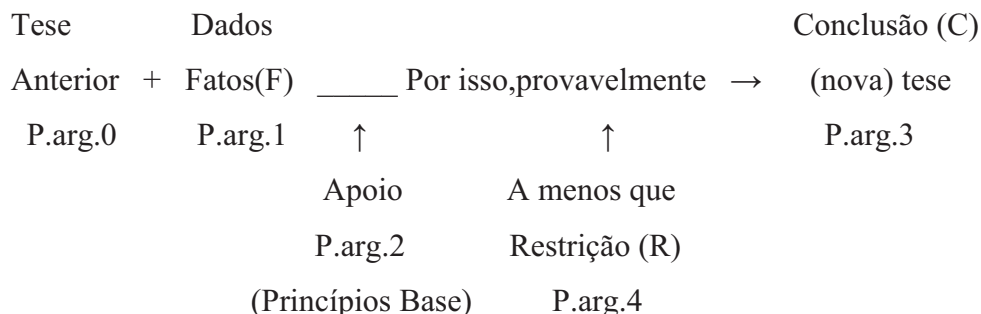 Tese Dados Conclusão (C)
Anterior + Fatos(F) _____ Por isso,provavelmente → (nova) tese
P.arg.0 P.arg.1 ↑ ↑ P.arg.3
Apoio A menos que
P.arg.2 Restrição (R)
(Princípios Base) P.arg.4